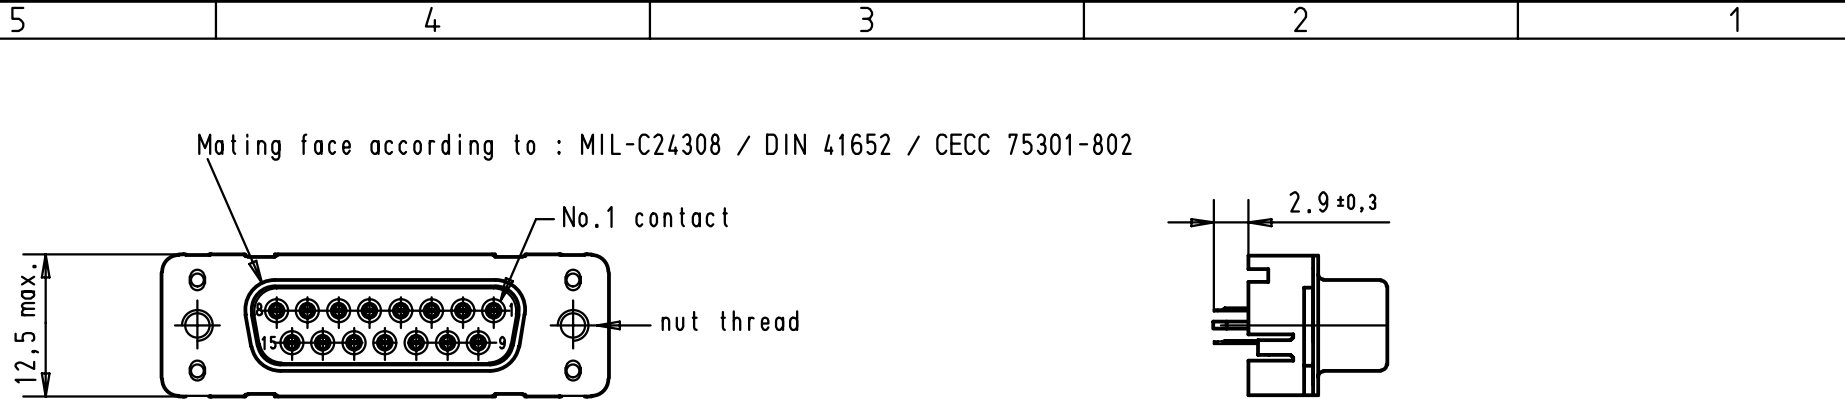 5 4 3 2 1
Mating face according to : MIL-C24308 / DIN 41652 / CECC 75301-802
No.1 contact
2.9 ±0,3
12,5 max.
8 1
nut thread
15 9